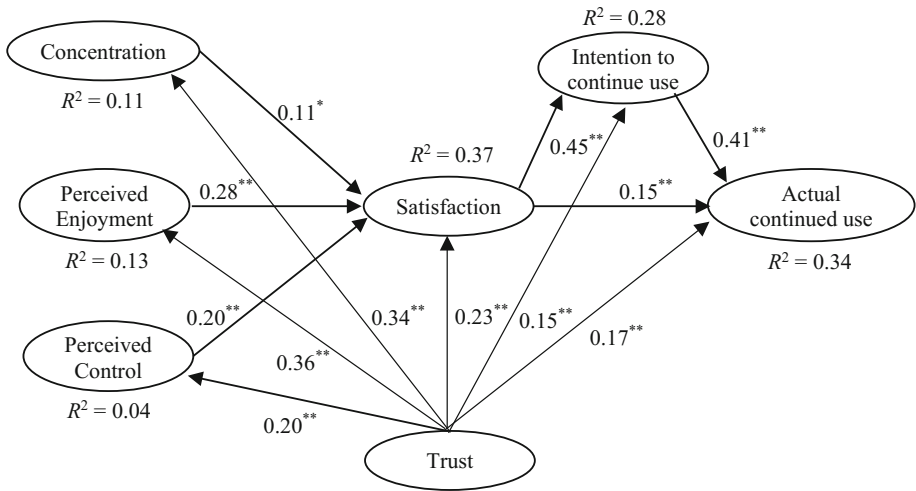 R² = 0.28
Concentration
Intention to
continue use
R² = 0.11
0.11*
0.45**
0.41**
R² = 0.37
Perceived
Enjoyment
0.28**
Satisfaction
0.15**
Actual
continued use
R² = 0.13
R² = 0.34
0.20**
0.34**
0.23**
0.15**
0.17**
Perceived
Control
0.36**
R² = 0.04
0.20**
Trust